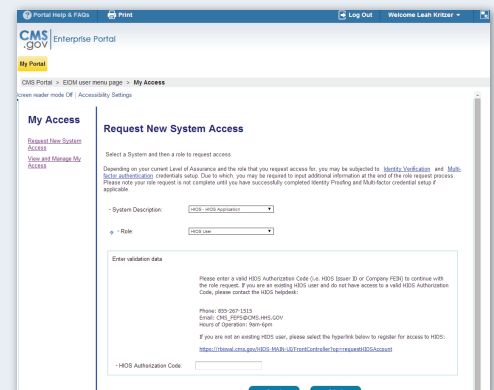 Portal Help & FAQs
Print
Log Out
Welcome Leah Kritzer
CMS
.gov
Enterprise Portal
My Portal
CMS Portal > EIDM user menu page > My Access
Screen reader mode Off | Accessibility Settings
My Access
Request New System
Access
View and Manage My
Access
Request New System Access
Select a System and then a role to request access.
Depending on your current Level of Assurance and the role that you request access for, you may be subjected to Identity Verification and Multi-
factor authentication credentials setup. Due to which, you may be required to input additional information at the end of the role request process.
Please note your role request is not complete until you have successfully completed Identity Proofing and Multi-factor credential setup if
applicable.
System Description:
HIOS - HIOS Application
Role:
HIOS User
Enter validation data
Please enter a valid HIOS Authorization Code (i.e. HIOS Issuer ID or Company FEIN) to continue with
the role request. If you are an existing HIOS user and do not have access to a valid HIOS Authorization
Code, please contact the HIOS helpdesk:
Phone: 855-267-1515
Email: CMS_FEPS@CMS.HHS.GOV
Hours of Operation: 9am-6pm
If you are not an existing HIOS user, please select the hyperlink below to register for access to HIOS:
HIOS Authorization Code: